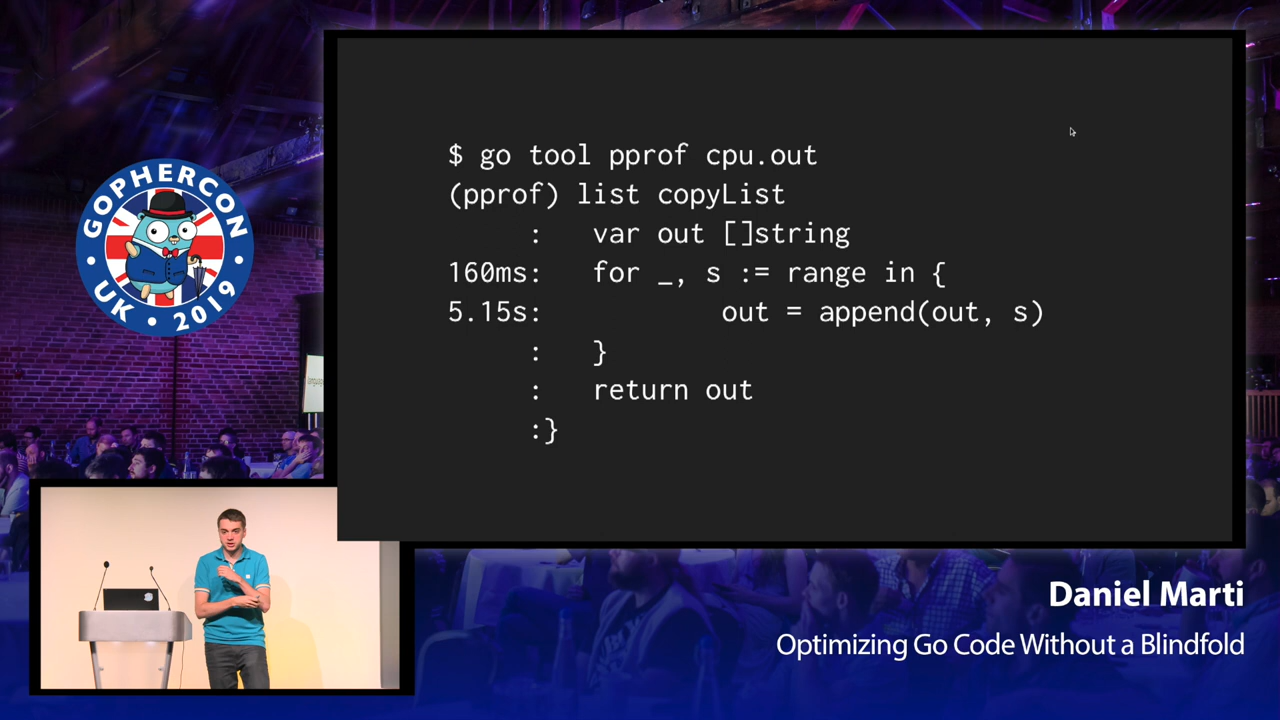 GOPHERCON
UK • 2019
$ go tool pprof cpu.out
(pprof) list copyList
: var out []string
160ms: for _, s := range in {
5.15s: out = append(out, s)
: }
: return out
:}
Daniel Marti
Optimizing Go Code Without a Blindfold